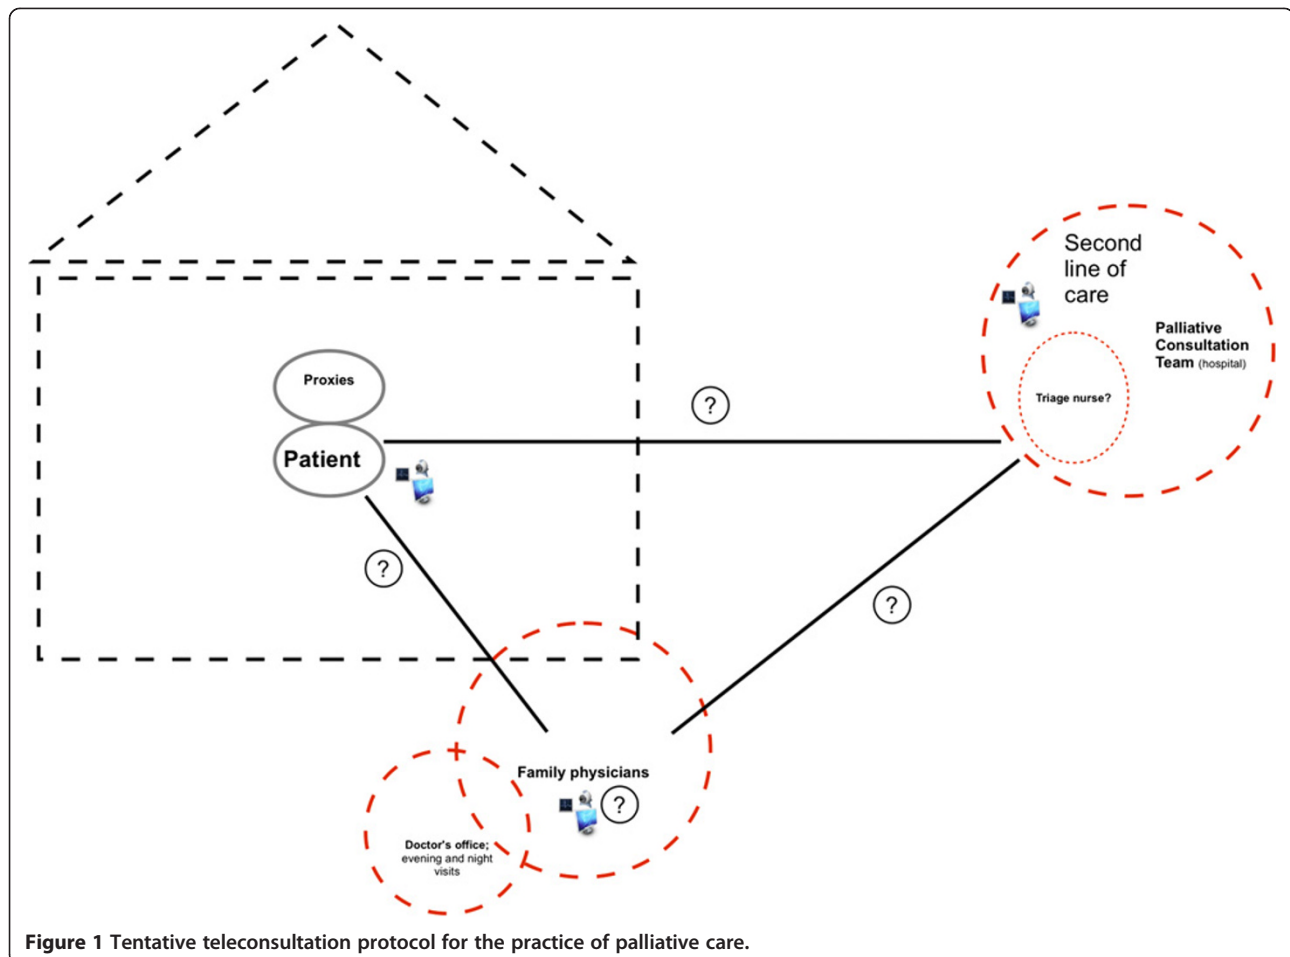 Second
line of
care
Palliative
Consultation
Team (hospital)
Proxies
Triage nurse?
?
Patient
?
?
Family physicians
?
Doctor's office;
evening and night
visits
Figure 1 Tentative teleconsultation protocol for the practice of palliative care.